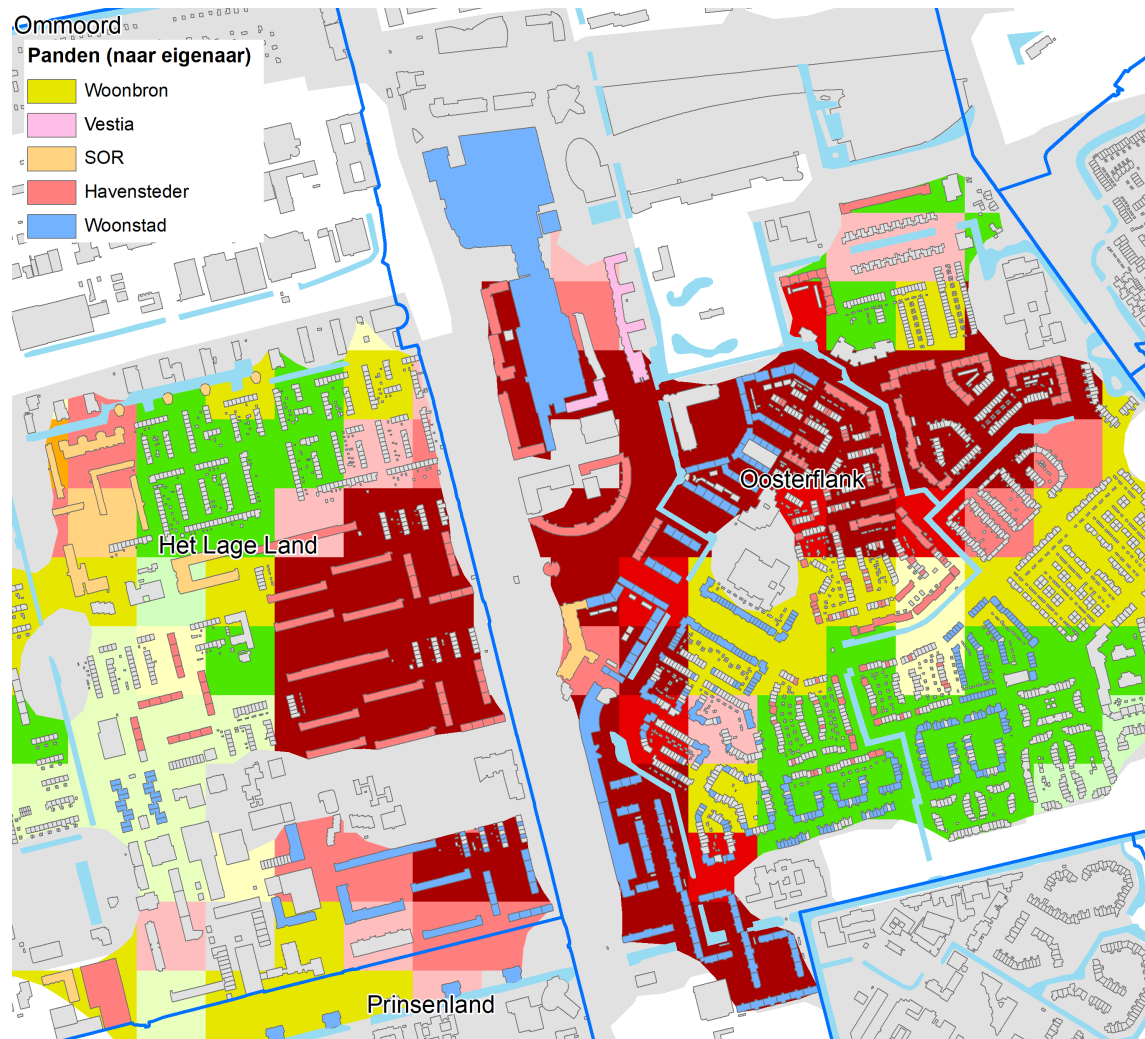 Ommoord
Panden (naar eigenaar)
Woonbron
Vestia
SOR
Havensteder
Woonstad
Oosterflank
Het Lage Land
Prinsenland